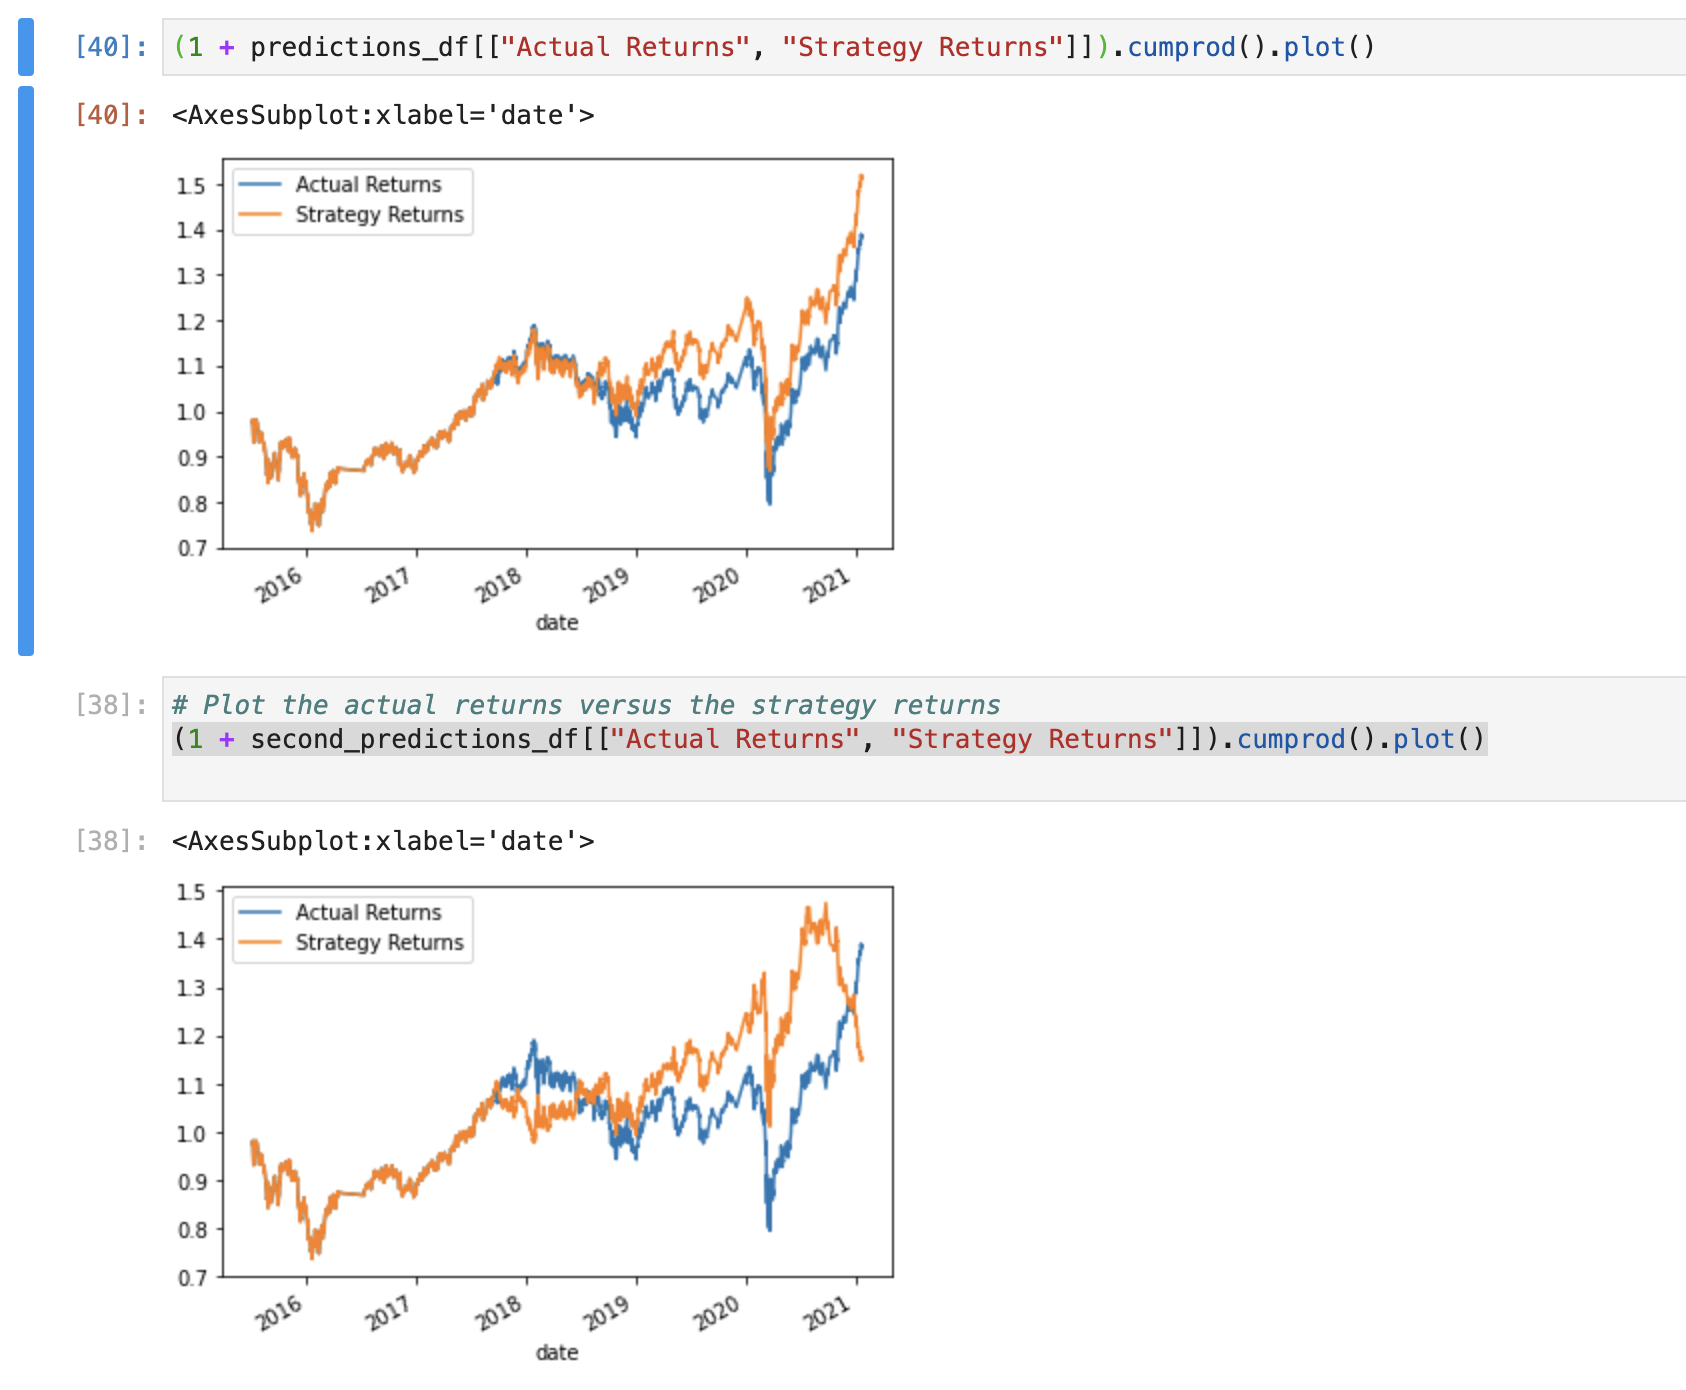 [40]: (1 + predictions_df[["Actual Returns", "Strategy Returns"]]).cumprod().plot()
[40]: <AxesSubplot:xlabel='date'>
Actual Returns
Strategy Returns
1.5
1.4
1.3
1.2
1.1
1.0
0.9
0.8
0.7
2016 2017 2018 2019 2020 2021
date
[38]: # Plot the actual returns versus the strategy returns
(1 + second_predictions_df[["Actual Returns", "Strategy Returns"]]).cumprod().plot()
[38]: <AxesSubplot:xlabel='date'>
1.5
Actual Returns
Strategy Returns
1.4
1.3
1.2
1.1
1.0
0.9
0.8
0.7
2016 2017 2018 2019 2020 2021
date